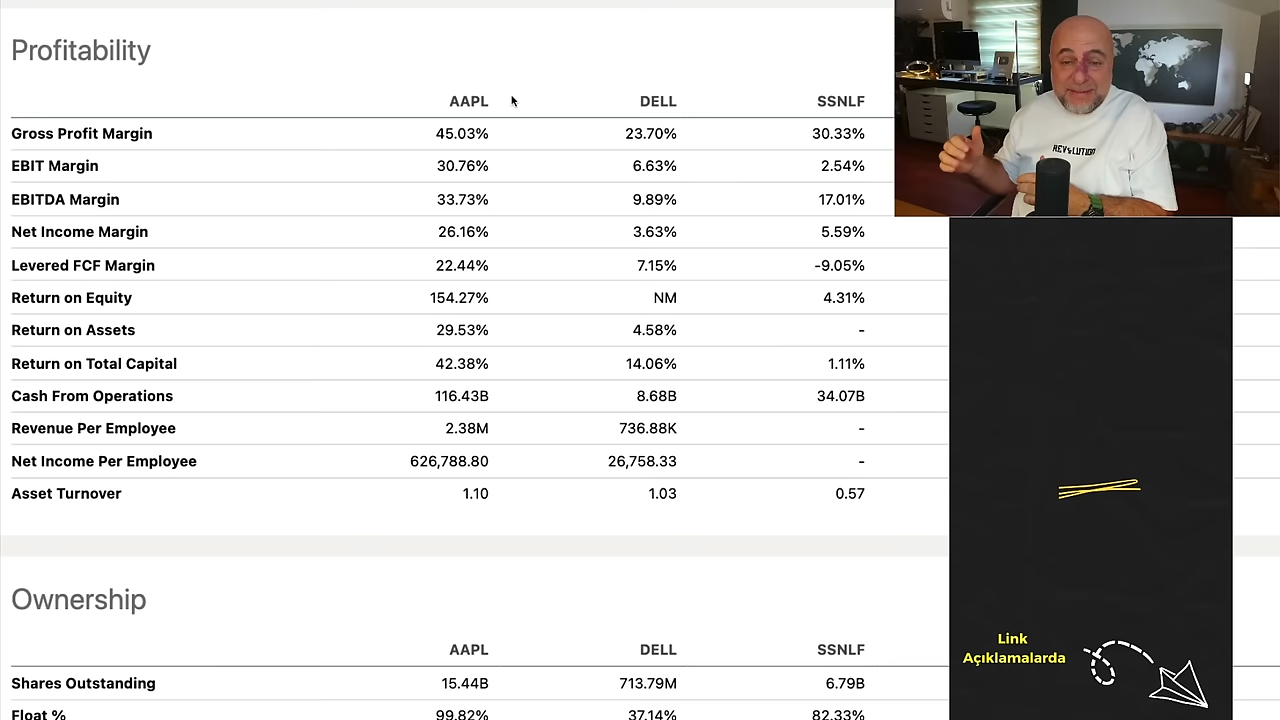 Profitability
AAPL DELL SSNLF
Gross Profit Margin 45.03% 23.70% 30.33%
EBIT Margin 30.76% 6.63% 2.54%
EBITDA Margin 33.73% 9.89% 17.01%
Net Income Margin 26.16% 3.63% 5.59%
Levered FCF Margin 22.44% 7.15% -9.05%
Return on Equity 154.27% NM 4.31%
Return on Assets 29.53% 4.58% -
Return on Total Capital 42.38% 14.06% 1.11%
Cash From Operations 116.43B 8.68B 34.07B
Revenue Per Employee 2.38M 736.88K -
Net Income Per Employee 626,788.80 26,758.33 -
Asset Turnover 1.10 1.03 0.57
Ownership
AAPL DELL SSNLF
Shares Outstanding 15.44B 713.79M 6.79B
Float % 99.82% 37.14% 82.33%
REVOLUTION
Link
Açıklamalarda